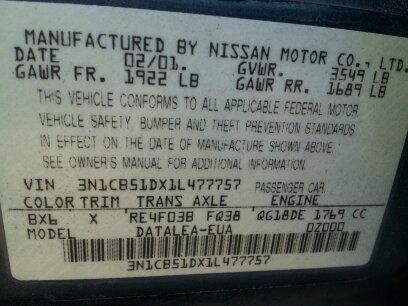 MANUFACTURED BY NISSAN MOTOR CO., LTD.
DATE 02/01. GVWR. 3549 LB
GAWR FR. 1922 LB GAWR RR. 1689 LB
THIS VEHICLE CONFORMS TO ALL APPLICABLE FEDERAL MOTOR
VEHICLE SAFETY, BUMPER AND THEFT PREVENTION STANDARDS
IN EFFECT ON THE DATE OF MANUFACTURE SHOWN ABOVE.
SEE OWNER'S MANUAL FOR ADDITIONAL INFORMATION.
VIN 3N1CB51DX1L477757 PASSENGER CAR.
COLOR TRIM TRANS AXLE ENGINE
BX6 X RE4F03B FQ38 QG18DE 1769 CC
MODEL DATALEA-EUA 0Z000
3N1CB51DX1L477757